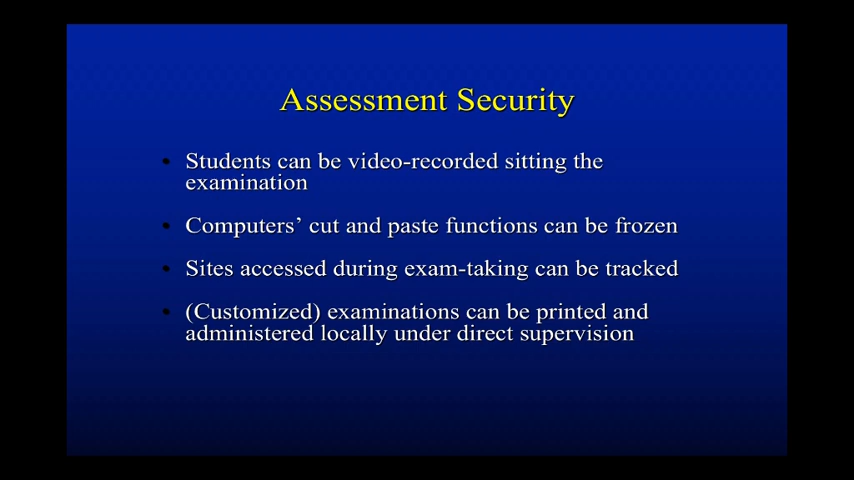 Assessment Security
• Students can be video-recorded sitting the
examination
• Computers’ cut and paste functions can be frozen
• Sites accessed during exam-taking can be tracked
• (Customized) examinations can be printed and
administered locally under direct supervision